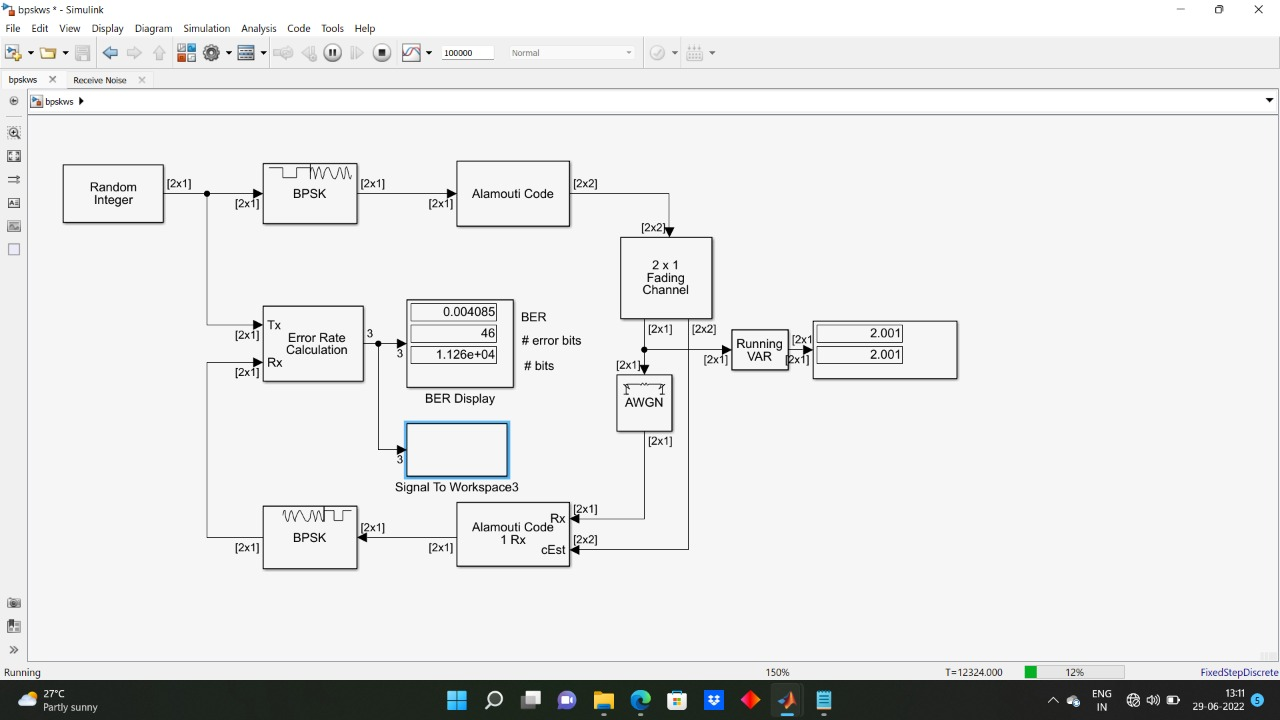 bpskws * - Simulink
File Edit View Display Diagram Simulation Analysis Code Tools Help
100000 Normal
bpskws Receive Noise
bpskws
Random
Integer
[2x1]
[2x1]
BPSK
[2x1]
[2x1]
Alamouti Code
[2x2]
[2x2]
2 x 1
Fading
Channel
[2x1] [2x2]
[2x1]
Tx
Rx
[2x1]
Error Rate
Calculation
3
3
0.004085
46
1.126e+04
BER
# error bits
# bits
BER Display
[2x1]
Running
VAR
[2x1
[2x1]
2.001
2.001
[2x1]
AWGN
[2x1]
3
Signal To Workspace3
[2x1]
BPSK
[2x1]
[2x1]
Alamouti Code
1 Rx
Rx
cEst
[2x1]
[2x2]
Running 150% T=12324.000 12% FixedStepDiscrete
27°C
Partly sunny
ENG
IN
13:11
29-06-2022
5